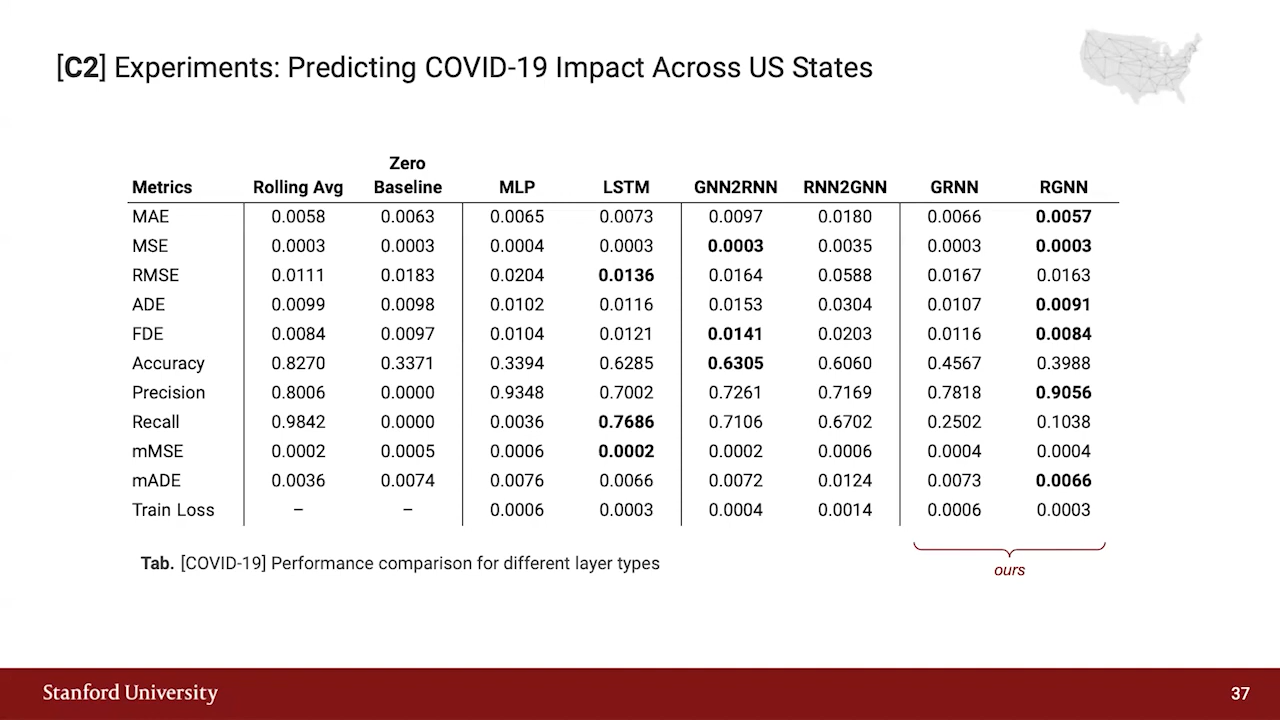 [C2] Experiments: Predicting COVID-19 Impact Across US States
Zero
Metrics Rolling Avg Baseline MLP LSTM GNN2RNN RNN2GNN GRNN RGNN
MAE 0.0058 0.0063 0.0065 0.0073 0.0097 0.0180 0.0066 0.0057
MSE 0.0003 0.0003 0.0004 0.0003 0.0003 0.0035 0.0003 0.0003
RMSE 0.0111 0.0183 0.0204 0.0136 0.0164 0.0588 0.0167 0.0163
ADE 0.0099 0.0098 0.0102 0.0116 0.0153 0.0304 0.0107 0.0091
FDE 0.0084 0.0097 0.0104 0.0121 0.0141 0.0203 0.0116 0.0084
Accuracy 0.8270 0.3371 0.3394 0.6285 0.6305 0.6060 0.4567 0.3988
Precision 0.8006 0.0000 0.9348 0.7002 0.7261 0.7169 0.7818 0.9056
Recall 0.9842 0.0000 0.0036 0.7686 0.7106 0.6702 0.2502 0.1038
mMSE 0.0002 0.0005 0.0006 0.0002 0.0002 0.0006 0.0004 0.0004
mADE 0.0036 0.0074 0.0076 0.0066 0.0072 0.0124 0.0073 0.0066
Train Loss – – 0.0006 0.0003 0.0004 0.0014 0.0006 0.0003
Tab. [COVID-19] Performance comparison for different layer types
ours
Stanford University
37